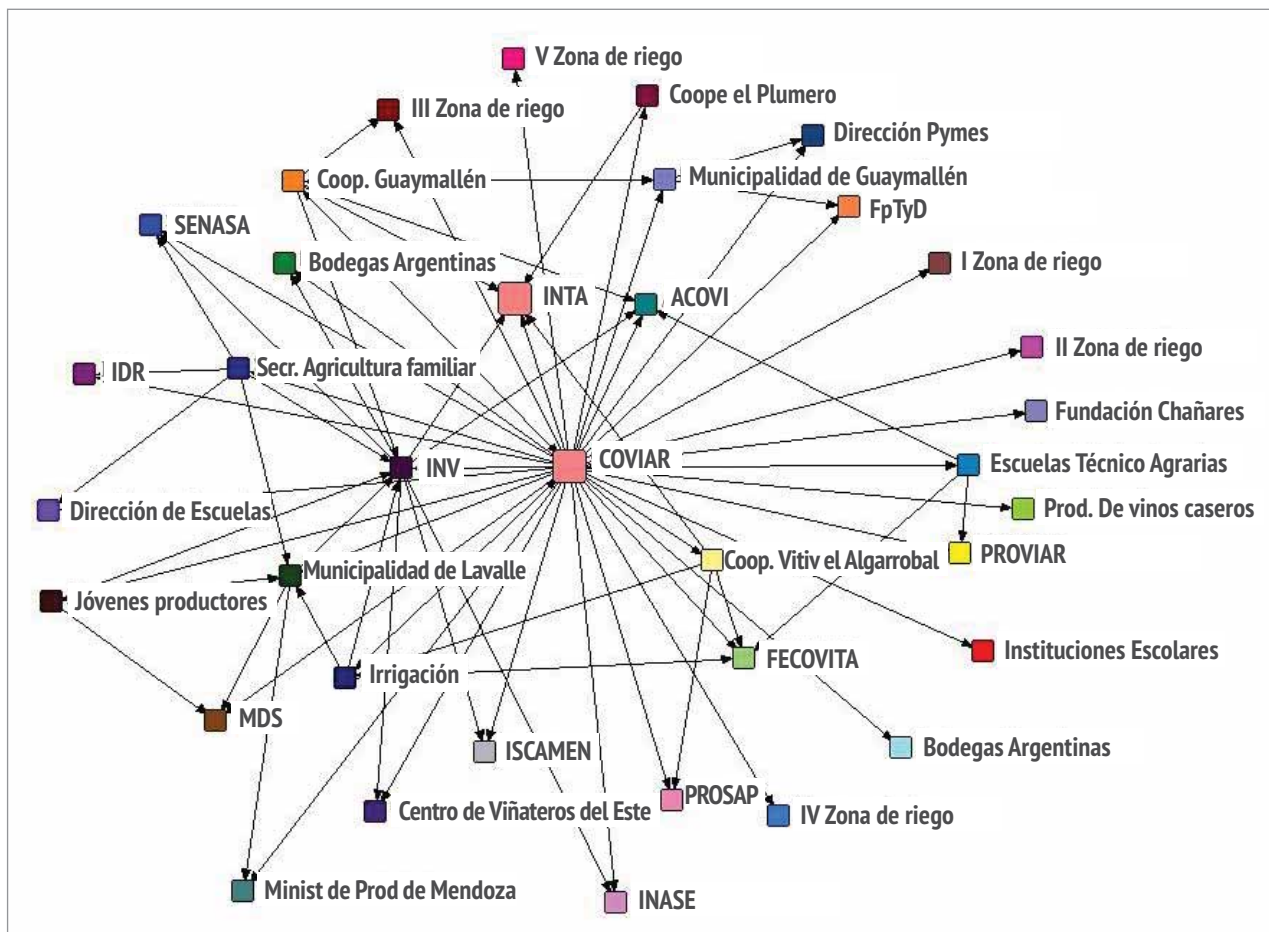 V Zona de riego
Coope el Plumero
III Zona de riego
Dirección Pymes
Coop. Guaymallén
Municipalidad de Guaymallén
FpTyD
SENASA
Bodegas Argentinas
I Zona de riego
INTA
ACOVI
II Zona de riego
IDR
Secr. Agricultura familiar
Fundación Chañares
INV
COVIAR
Escuelas Técnico Agrarias
Dirección de Escuelas
Prod. De vinos caseros
Coop. Vitiv el Algarrobal
PROVIAR
Municipalidad de Lavalle
Jóvenes productores
Irrigación
FECOVITA
Instituciones Escolares
MDS
ISCAMEN
Bodegas Argentinas
PROSAP
Centro de Viñateros del Este
IV Zona de riego
Minist de Prod de Mendoza
INASE